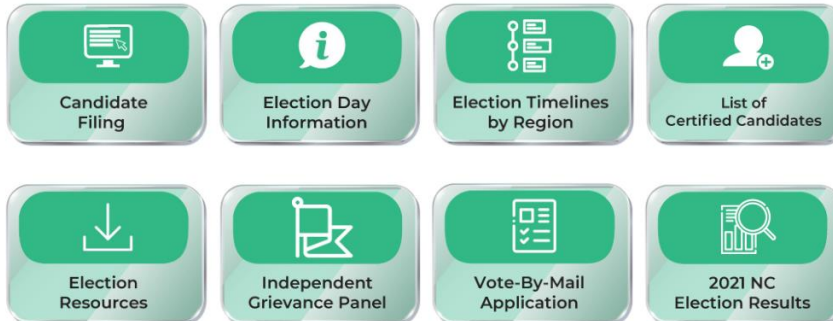 Candidate
Filing
Election Day
Information
Election Timelines
by Region
List of
Certified Candidates
Election
Resources
Independent
Grievance Panel
Vote-By-Mail
Application
2021 NC
Election Results